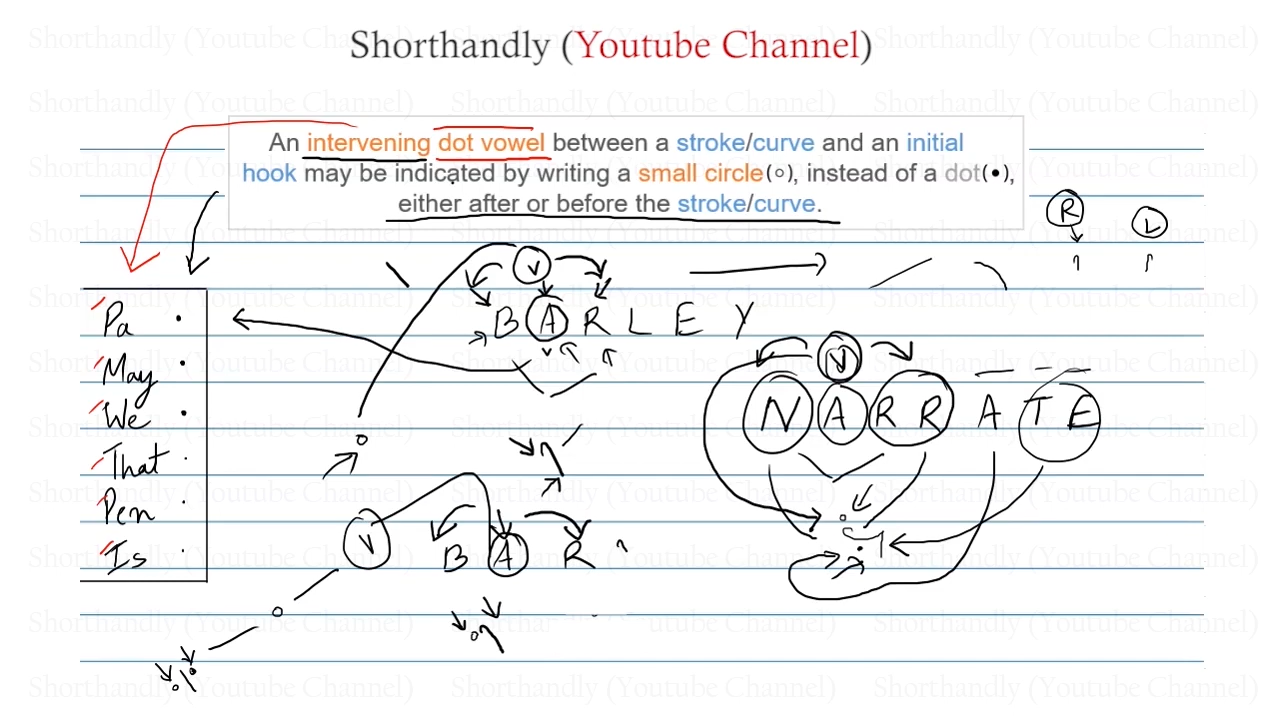 Shorthandly (Youtube Channel)
An intervening dot vowel between a stroke/curve and an initial
hook may be indicated by writing a small circle(○), instead of a dot(•),
either after or before the stroke/curve.
R L
Pa •
May •
We •
That •
Pen •
Is •
V
BARLEY
V
NARRATE
V
BAR